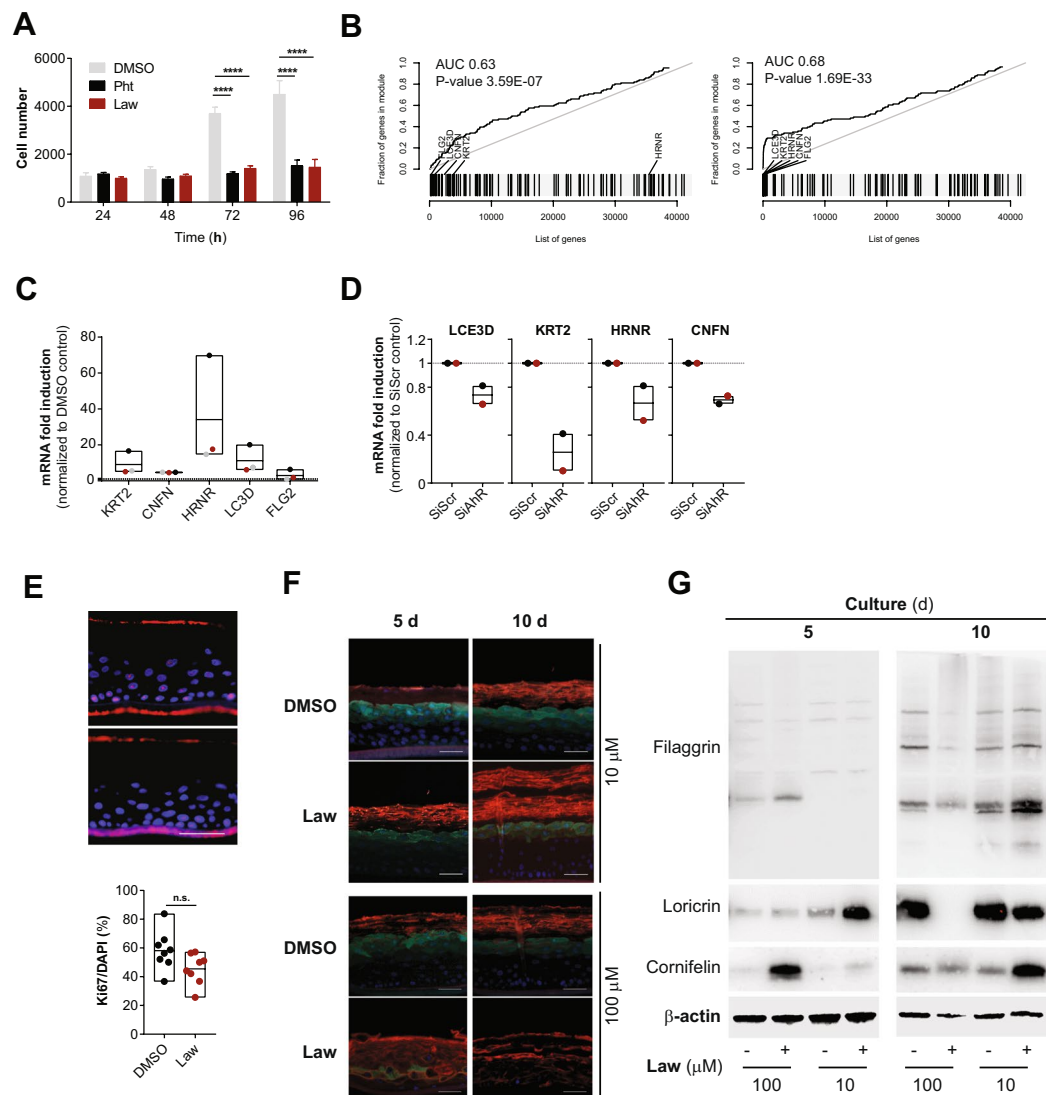 A
Cell number
6000
4000
2000
0
DMSO
Pht
Law
****
****
****
****
24
48
72
96
Time (h)
B
AUC 0.63
P-value 3.59E-07
Fraction of genes in module
0.0
0.2
0.4
0.6
0.8
1.0
FLG2
LCE3D
CNFN
KRT2
HRNR
0
10000
20000
30000
40000
List of genes
AUC 0.68
P-value 1.69E-33
Fraction of genes in module
0.0
0.2
0.4
0.6
0.8
1.0
LCE3D
KRT2
HRNR
CNFN
FLG2
0
10000
20000
30000
40000
List of genes
C
mRNA fold induction
(normalized to DMSO control)
80
60
40
20
0
KRT2
CNFN
HRNR
LC3D
FLG2
D
mRNA fold induction
(normalized to SiScr control)
LCE3D
KRT2
HRNR
CNFN
1.2
1
0.8
0.4
0
SiScr
SiAhR
SiScr
SiAhR
SiScr
SiAhR
SiScr
SiAhR
E
Ki67/DAPI (%)
100
80
60
40
20
0
n.s.
DMSO
Law
F
5 d
10 d
DMSO
Law
10 µM
DMSO
Law
100 µM
G
Culture (d)
5
10
Filaggrin
Loricrin
Cornifelin
β-actin
Law (µM)
- + - + - + - +
100 10 100 10